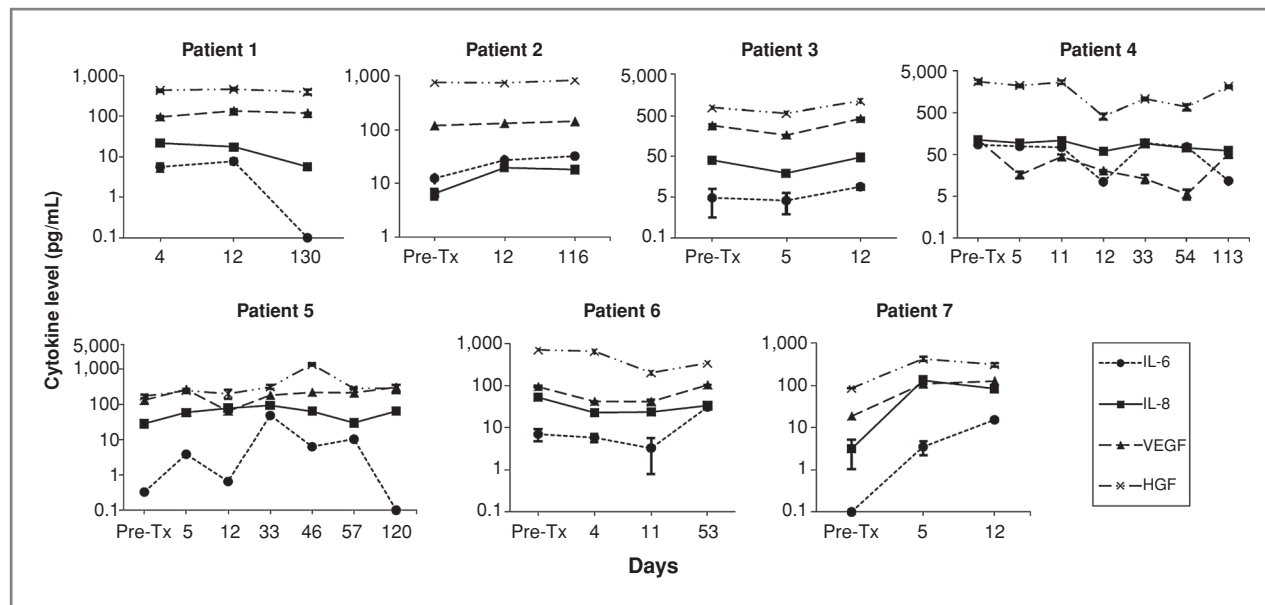 Patient 1
1,000
100
10
1
0.1
4 12 130
Patient 2
1,000
100
10
1
Pre-Tx 12 116
Patient 3
5,000
500
50
5
0.1
Pre-Tx 5 12
Patient 4
5,000
500
50
5
0.1
Pre-Tx 5 11 12 33 54 113
Cytokine level (pg/mL)
Patient 5
5,000
1,000
100
10
1
0.1
Pre-Tx 5 12 33 46 57 120
Patient 6
1,000
100
10
1
0.1
Pre-Tx 4 11 53
Patient 7
1,000
100
10
1
0.1
Pre-Tx 5 12
IL-6
IL-8
VEGF
HGF
Days